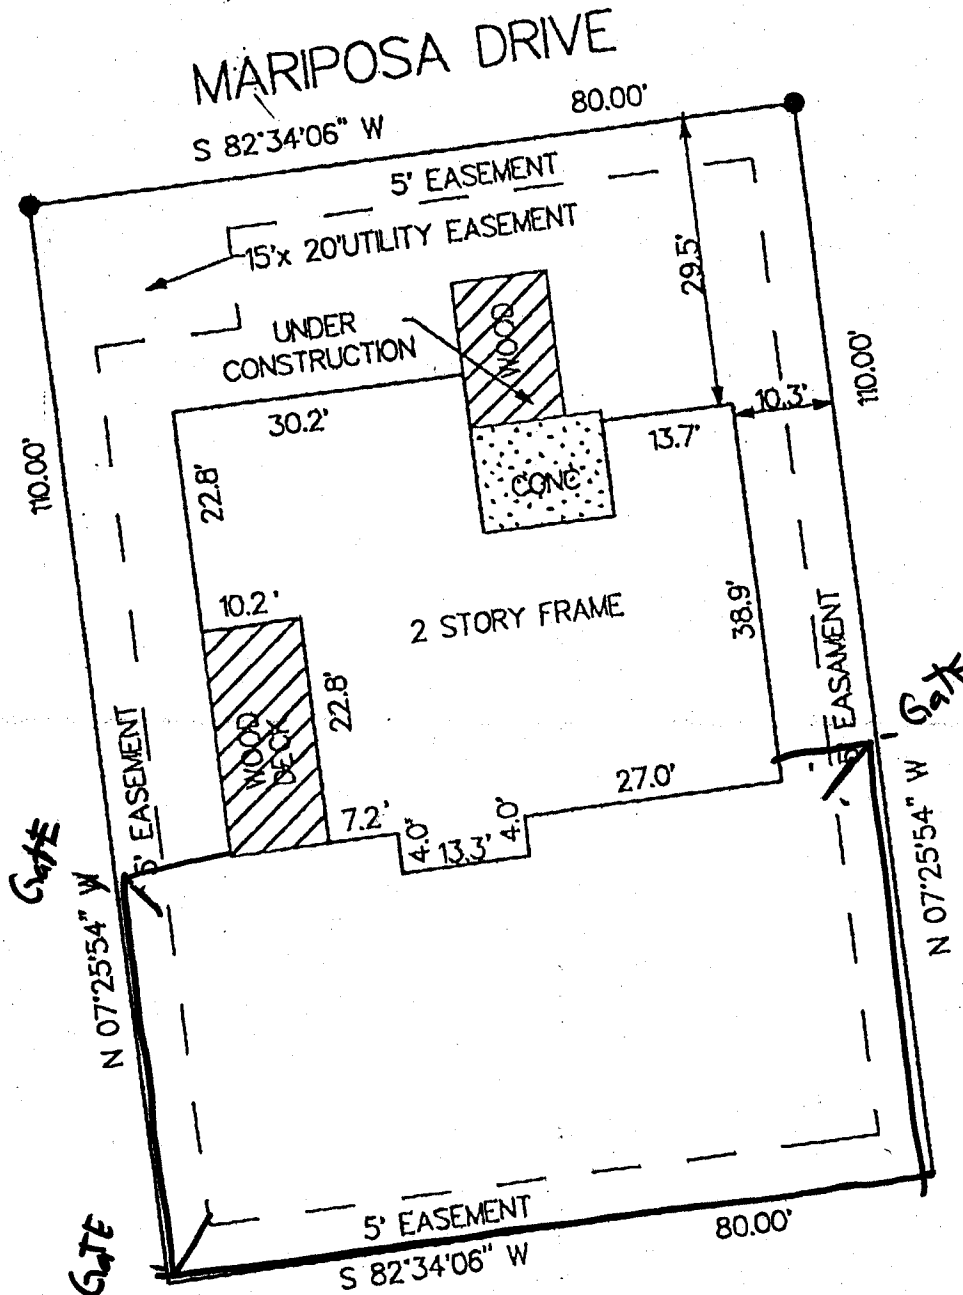 MARIPOSA DRIVE
S 82°34'06" W
80.00'
5' EASEMENT
15'x 20'UTILITY EASEMENT
29.5'
UNDER
CONSTRUCTION
WOOD
110.00'
10.3'
30.2'
13.7'
110.00'
22.8'
CONC
10.2'
2 STORY FRAME
38.9'
5' EASAMENT
GATE
22.8'
WOOD
DECK
5' EASEMENT
27.0'
7.2'
4.0'
13.3'
4.0'
GATE
N 07°25'54" W
N 07°25'54" W
5' EASEMENT
80.00'
S 82°34'06" W
GATE